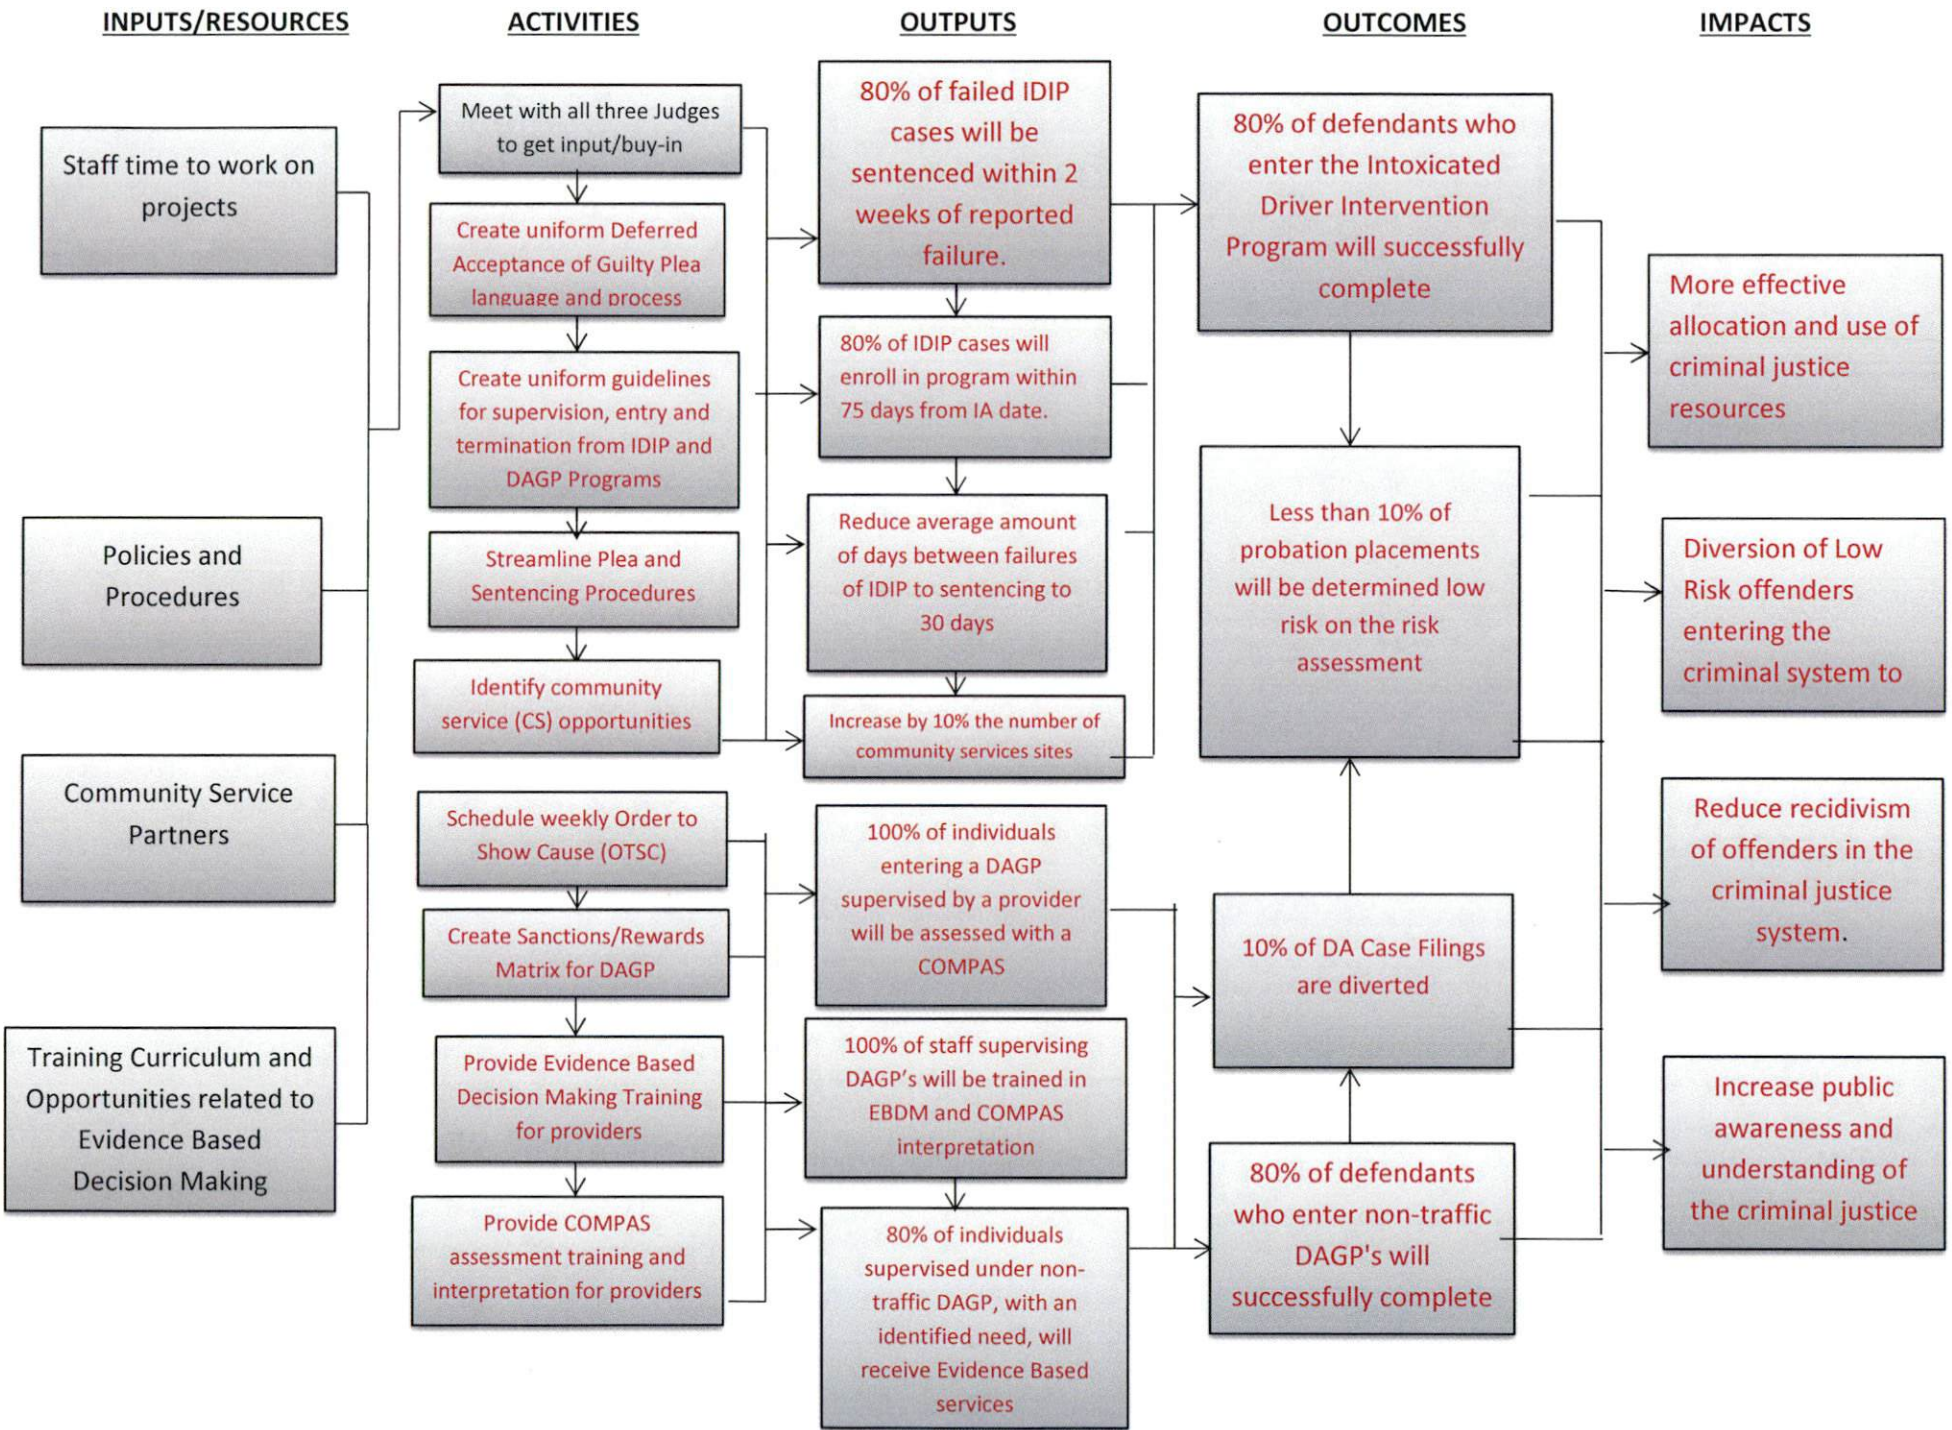 INPUTS/RESOURCES
ACTIVITIES
OUTPUTS
OUTCOMES
IMPACTS
Staff time to work on
projects
Policies and
Procedures
Community Service
Partners
Training Curriculum and
Opportunities related to
Evidence Based
Decision Making
Meet with all three Judges
to get input/buy-in
Create uniform Deferred
Acceptance of Guilty Plea
language and process
Create uniform guidelines
for supervision, entry and
termination from IDIP and
DAGP Programs
Streamline Plea and
Sentencing Procedures
Identify community
service (CS) opportunities
Schedule weekly Order to
Show Cause (OTSC)
Create Sanctions/Rewards
Matrix for DAGP
Provide Evidence Based
Decision Making Training
for providers
Provide COMPAS
assessment training and
interpretation for providers
80% of failed IDIP
cases will be
sentenced within 2
weeks of reported
failure.
80% of IDIP cases will
enroll in program within
75 days from IA date.
Reduce average amount
of days between failures
of IDIP to sentencing to
30 days
Increase by 10% the number of
community services sites
100% of individuals
entering a DAGP
supervised by a provider
will be assessed with a
COMPAS
100% of staff supervising
DAGP's will be trained in
EBDM and COMPAS
interpretation
80% of individuals
supervised under non-
traffic DAGP, with an
identified need, will
receive Evidence Based
services
80% of defendants who
enter the Intoxicated
Driver Intervention
Program will successfully
complete
Less than 10% of
probation placements
will be determined low
risk on the risk
assessment
10% of DA Case Filings
are diverted
80% of defendants
who enter non-traffic
DAGP's will
successfully complete
More effective
allocation and use of
criminal justice
resources
Diversion of Low
Risk offenders
entering the
criminal system to
Reduce recidivism
of offenders in the
criminal justice
system.
Increase public
awareness and
understanding of
the criminal justice